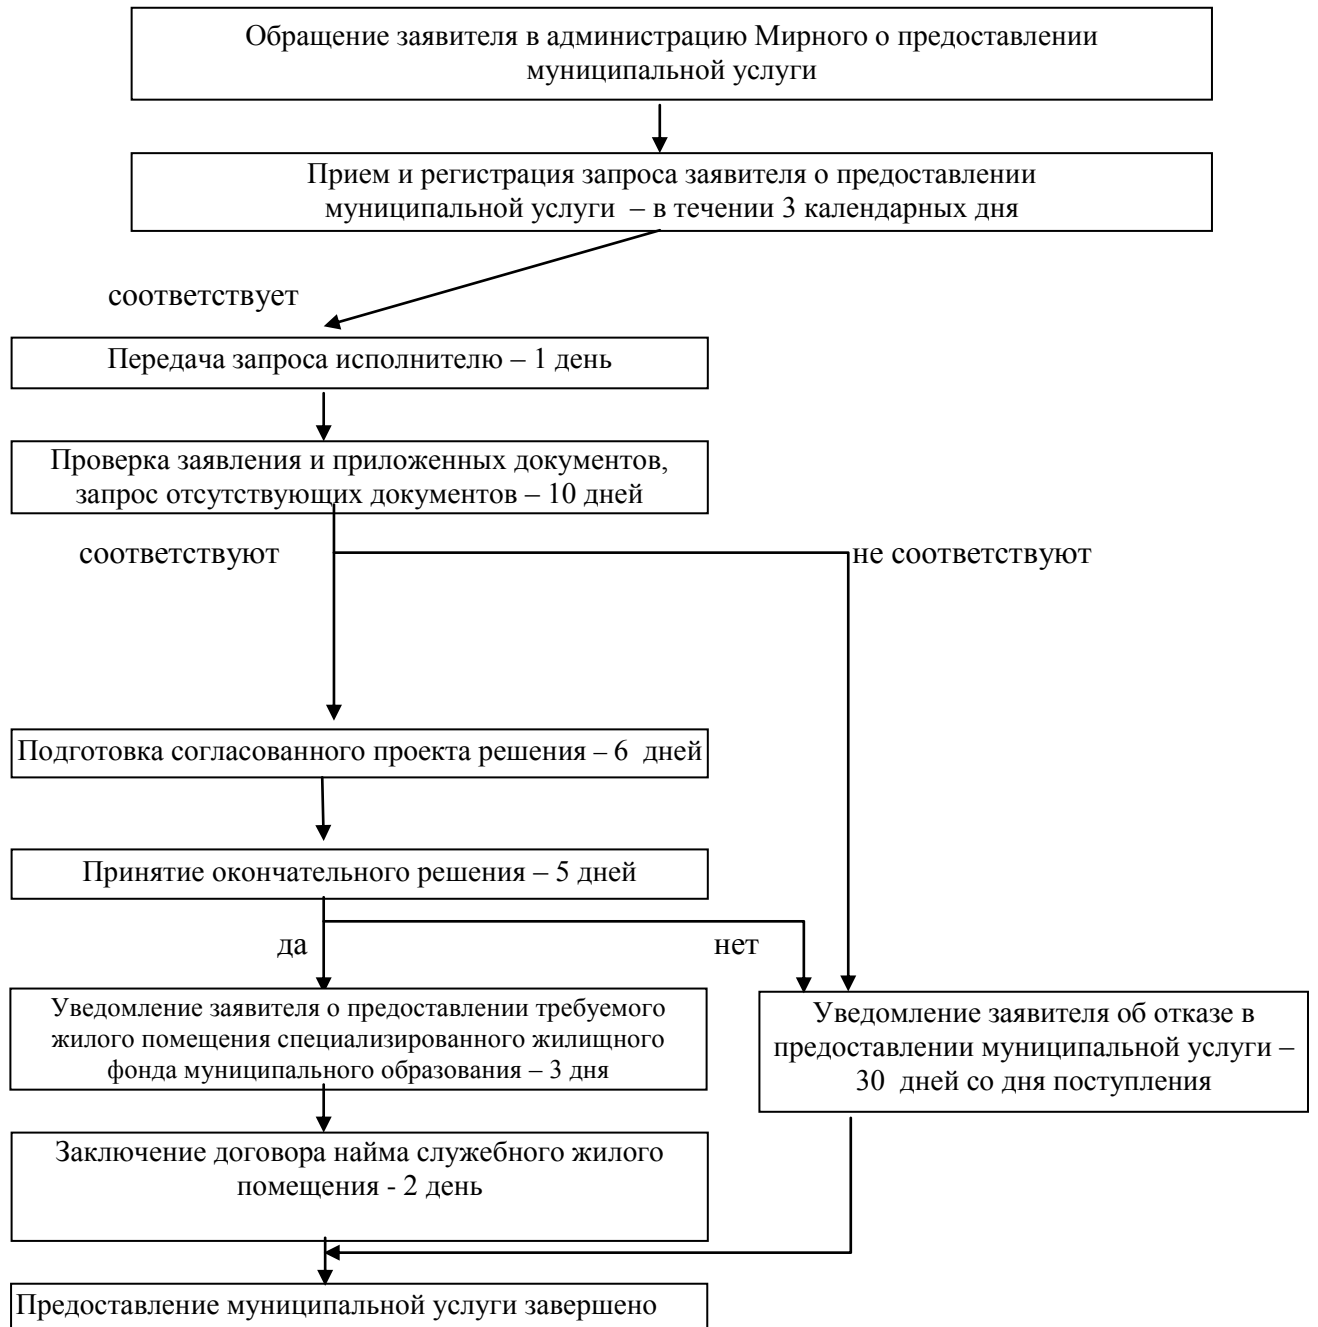 Обращение заявителя в администрацию Мирного о предоставлении
муниципальной услуги
Прием и регистрация запроса заявителя о предоставлении
муниципальной услуги – в течении 3 календарных дня
соответствует
Передача запроса исполнителю – 1 день
Проверка заявления и приложенных документов,
запрос отсутствующих документов – 10 дней
соответствуют
не соответствуют
Подготовка согласованного проекта решения – 6 дней
Принятие окончательного решения – 5 дней
да
нет
Уведомление заявителя о предоставлении требуемого
жилого помещения специализированного жилищного
фонда муниципального образования – 3 дня
Уведомление заявителя об отказе в
предоставлении муниципальной услуги –
30 дней со дня поступления
Заключение договора найма служебного жилого
помещения - 2 день
Предоставление муниципальной услуги завершено